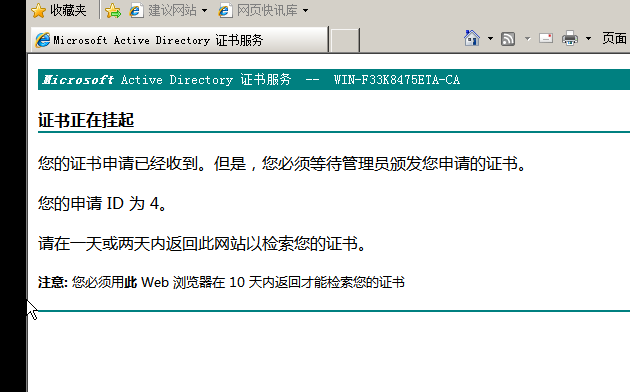 收藏夹 建议网站 网页快讯库
Microsoft Active Directory 证书服务 页面
Microsoft Active Directory 证书服务 -- WIN-F33K8475ETA-CA
证书正在挂起
您的证书申请已经收到。但是，您必须等待管理员颁发您申请的证书。
您的申请 ID 为 4。
请在一天或两天内返回此网站以检索您的证书。
注意: 您必须用此 Web 浏览器在 10 天内返回才能检索您的证书